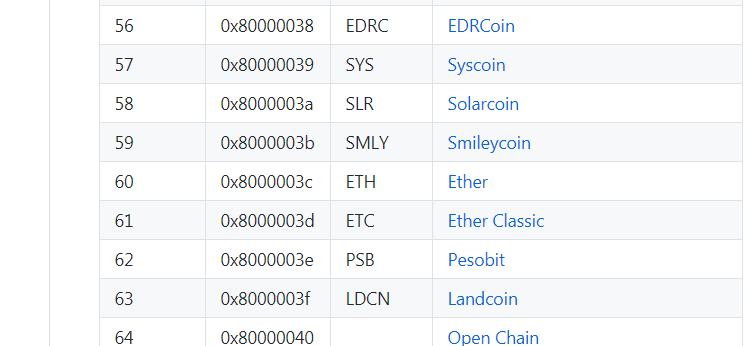 56 0x80000038 EDRC EDRCoin
57 0x80000039 SYS Syscoin
58 0x8000003a SLR Solarcoin
59 0x8000003b SMLY Smileycoin
60 0x8000003c ETH Ether
61 0x8000003d ETC Ether Classic
62 0x8000003e PSB Pesobit
63 0x8000003f LDCN Landcoin
64 0x80000040 Open Chain